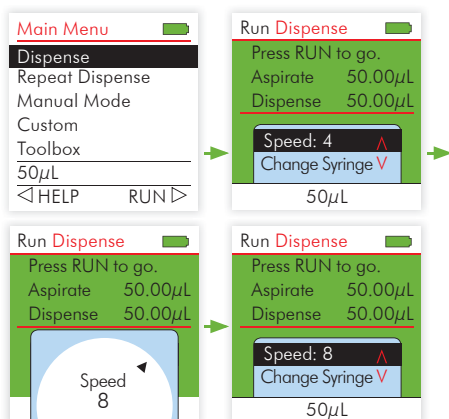 Main Menu
Dispense
Repeat Dispense
Manual Mode
Custom
Toolbox
50µL
◁ HELP RUN ▷
Run Dispense
Press RUN to go.
Aspirate 50.00µL
Dispense 50.00µL
Speed: 4
Change Syringe
50µL
Run Dispense
Press RUN to go.
Aspirate 50.00µL
Dispense 50.00µL
Speed
8
Run Dispense
Press RUN to go.
Aspirate 50.00µL
Dispense 50.00µL
Speed: 8
Change Syringe
50µL